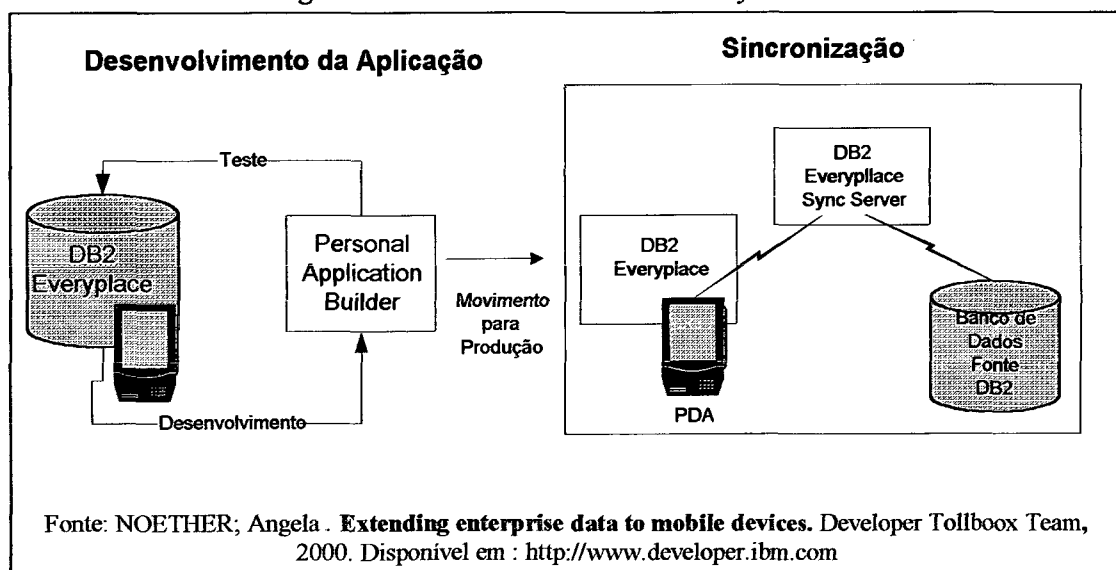 Desenvolvimento da Aplicação
Teste
DB2
Everyplace
Personal
Application
Builder
Desenvolvimento
Movimento
para
Produção
Sincronização
DB2
Everypllace
Sync Server
DB2
Everyplace
PDA
Banco de
Dados
Fonte
DB2
Fonte: NOETHER; Angela . Extending enterprise data to mobile devices. Developer Tollboox Team,
2000. Disponível em : http://www.developer.ibm.com